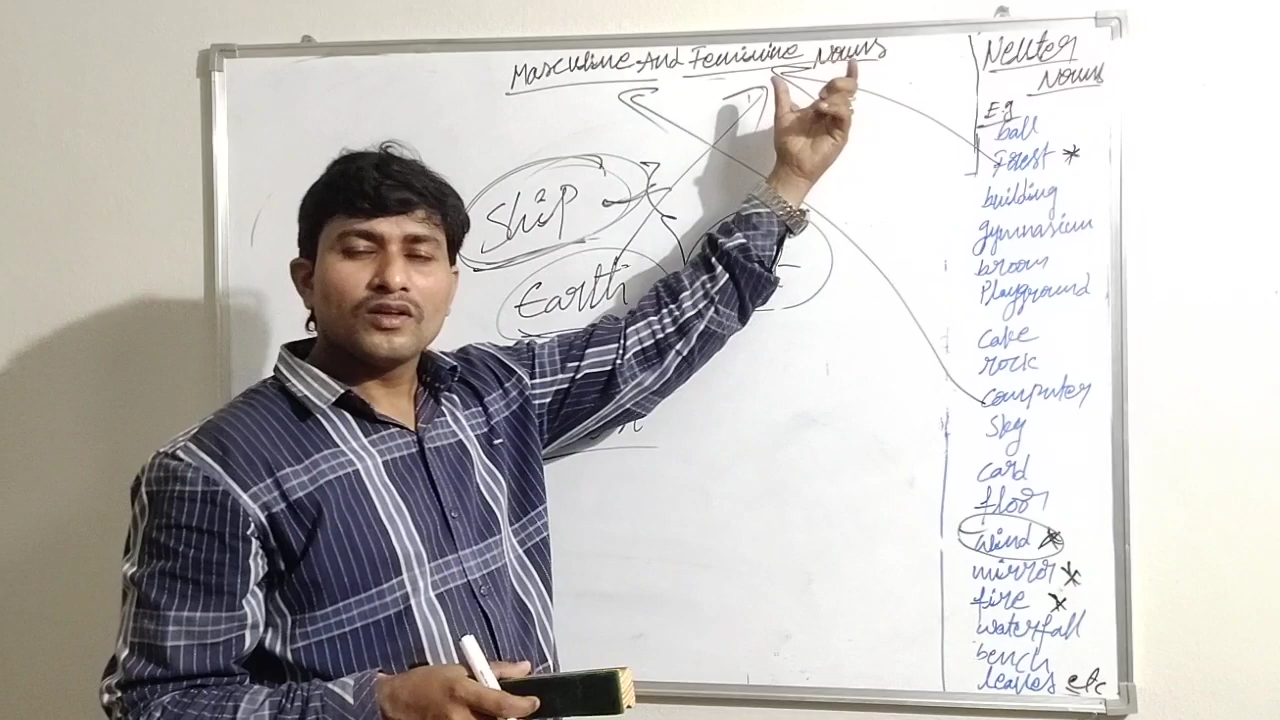 Masculine And Feminine Nouns
Ship
Earth
Neuter
Nouns
E.g
ball
Forest *
building
gymnasium
broom
Playground
cake
rock
computer
Sky
card
floor
wind *
mirror *
fire *
waterfall
bench
leaves etc